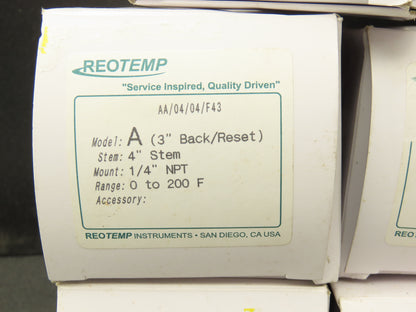 REOTEMP
"Service Inspired, Quality Driven"
AA/04/04/F43
Model: A (3" Back/Reset)
Stem: 4" Stem
Mount: 1/4" NPT
Range: 0 to 200 F
Accessory:
REOTEMP INSTRUMENTS • SAN DIEGO, CA USA